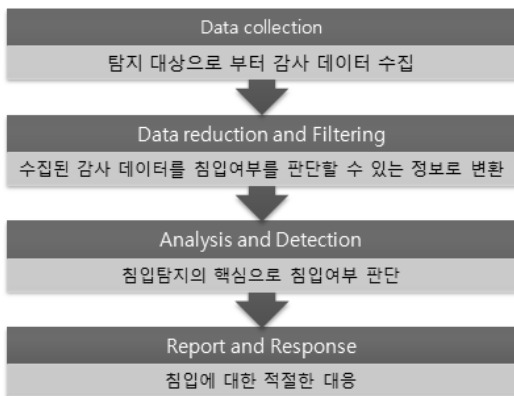 Data collection
탐지 대상으로 부터 감사 데이터 수집
Data reduction and Filtering
수집된 감사 데이터를 침입여부를 판단할 수 있는 정보로 변환
Analysis and Detection
침입탐지의 핵심으로 침입여부 판단
Report and Response
침입에 대한 적절한 대응